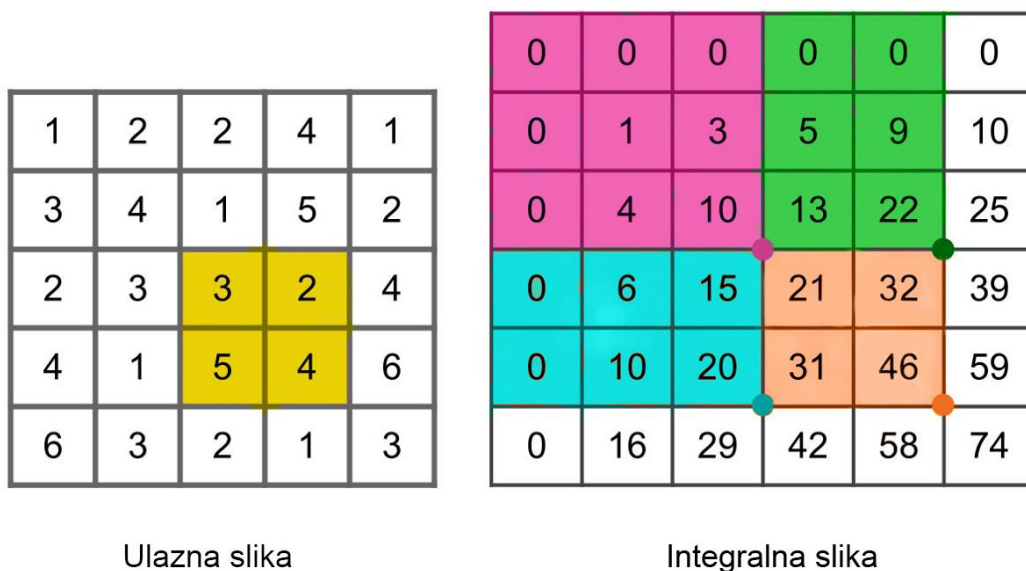 0 0 0 0 0 0
1 2 2 4 1
0 1 3 5 9 10
3 4 1 5 2
0 4 10 13 22 25
2 3 3 2 4
0 6 15 21 32 39
4 1 5 4 6
0 10 20 31 46 59
6 3 2 1 3
0 16 29 42 58 74
Ulazna slika
Integralna slika